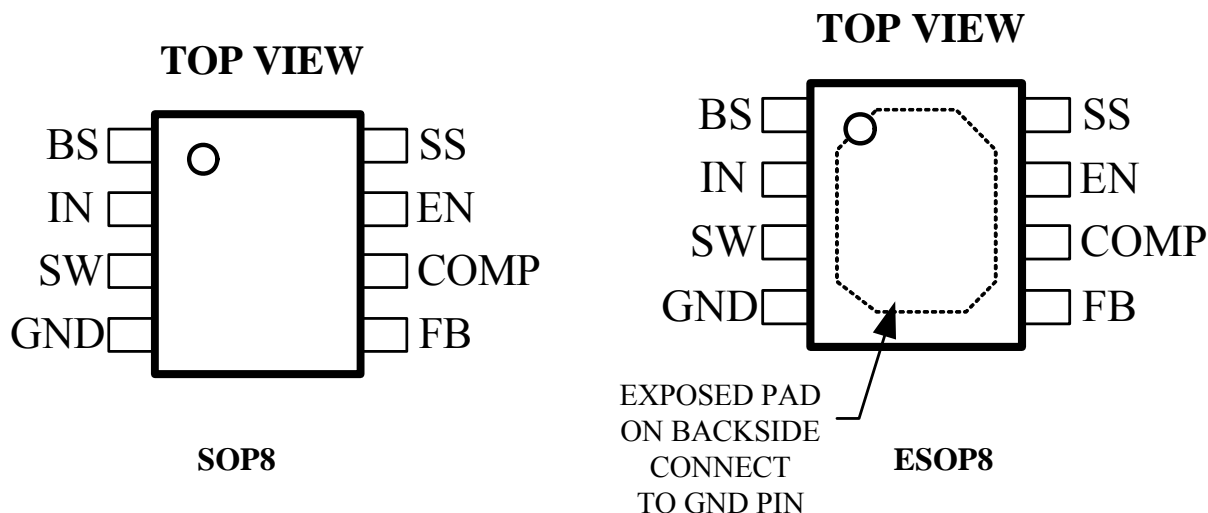 TOP VIEW
BS
SS
IN
EN
SW
COMP
GND
FB
SOP8
TOP VIEW
BS
SS
IN
EN
SW
COMP
GND
FB
EXPOSED PAD
ON BACKSIDE
CONNECT
TO GND PIN
ESOP8